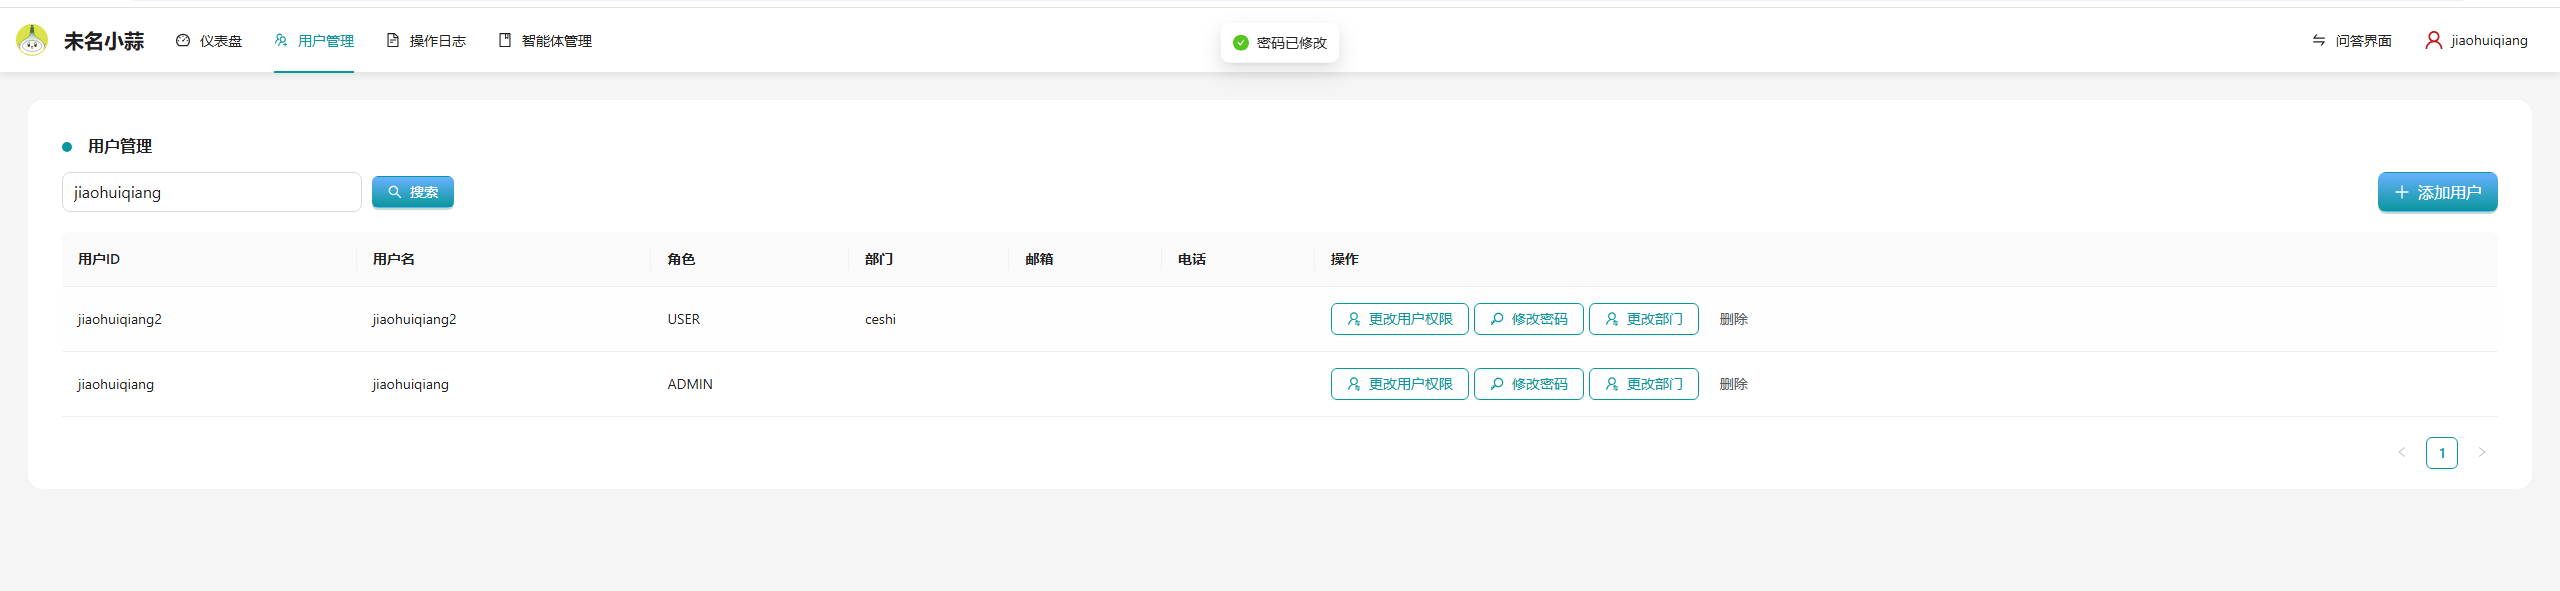 未名小蒜 仪表盘 用户管理 操作日志 智能体管理 密码已修改 问答界面 jiaohuiqiang
用户管理
jiaohuiqiang 搜索 添加用户
用户ID 用户名 角色 部门 邮箱 电话 操作
jiaohuiqiang2 jiaohuiqiang2 USER ceshi 更改用户权限 修改密码 更改部门 删除
jiaohuiqiang jiaohuiqiang ADMIN 更改用户权限 修改密码 更改部门 删除
< 1 >